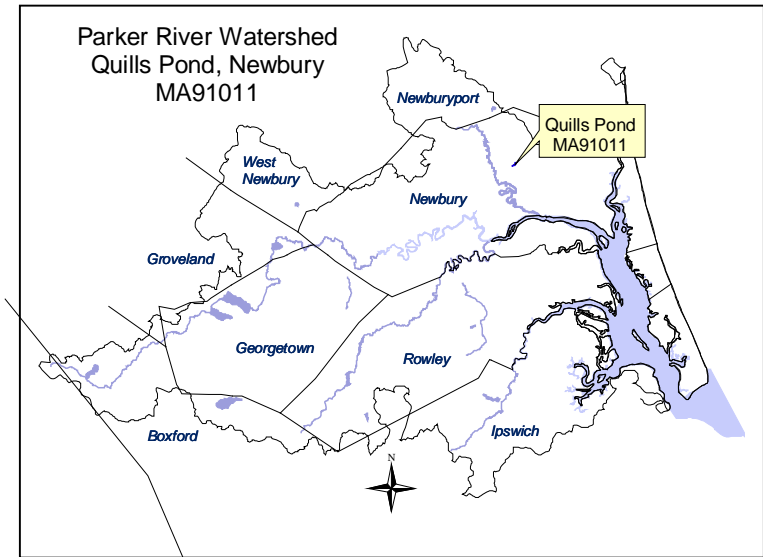 Parker River Watershed
Quills Pond, Newbury
MA91011
Newburyport
Quills Pond
MA91011
West
Newbury
Newbury
Groveland
Georgetown
Rowley
Boxford
Ipswich
N